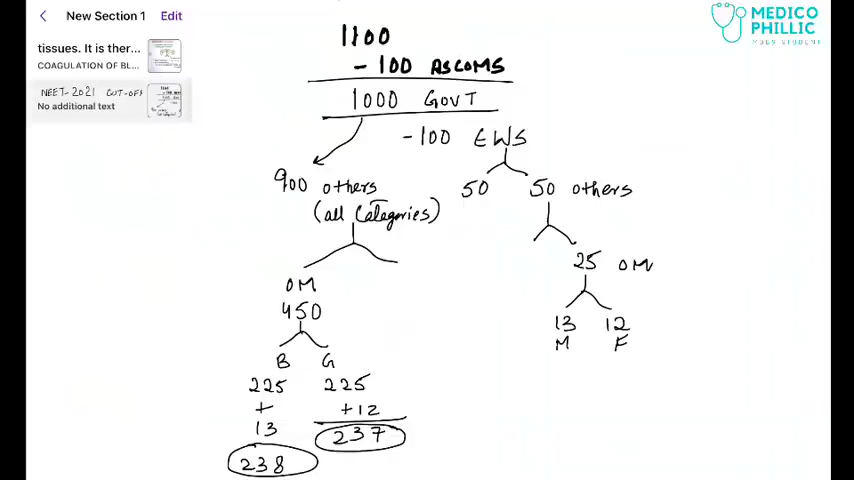 New Section 1 Edit
tissues. It is ther...
COAGULATION OF BL...
NEET-2021 CUT-OFF
No additional text
MEDICO
PHILLIC
MBBS STUDENT
1100
- 100 ASCOMS
1000 GOVT
-100 EWS
900 others
(all Categories)
50 50 others
25 OM
OM
450
13 12
M F
B G
225 225
+ +12
13 237
238